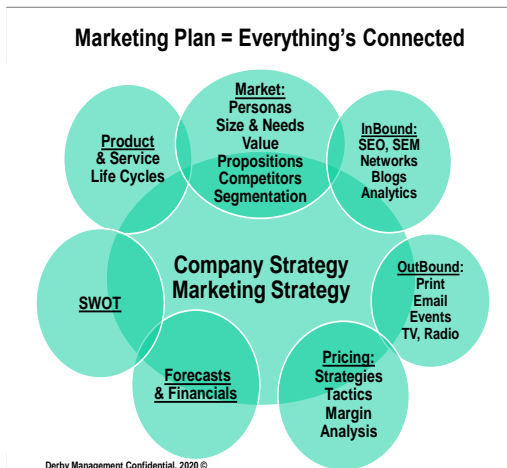 Marketing Plan = Everything's Connected
Market:
Personas
Size & Needs
Value
Propositions
Competitors
Segmentation
Product
& Service
Life Cycles
InBound:
SEO, SEM
Networks
Blogs
Analytics
Company Strategy
Marketing Strategy
SWOT
OutBound:
Print
Email
Events
TV, Radio
Forecasts
& Financials
Pricing:
Strategies
Tactics
Margin
Analysis
Derby Management Confidential, 2020 ©